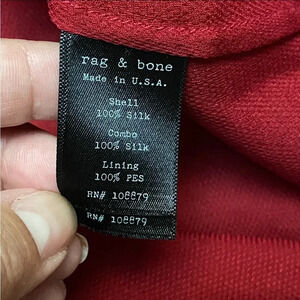 rag & bone
Made in U.S.A.
Shell
100% Silk
Combo
100% Silk
Lining
100% PES
RN# 108879
RN# 108879